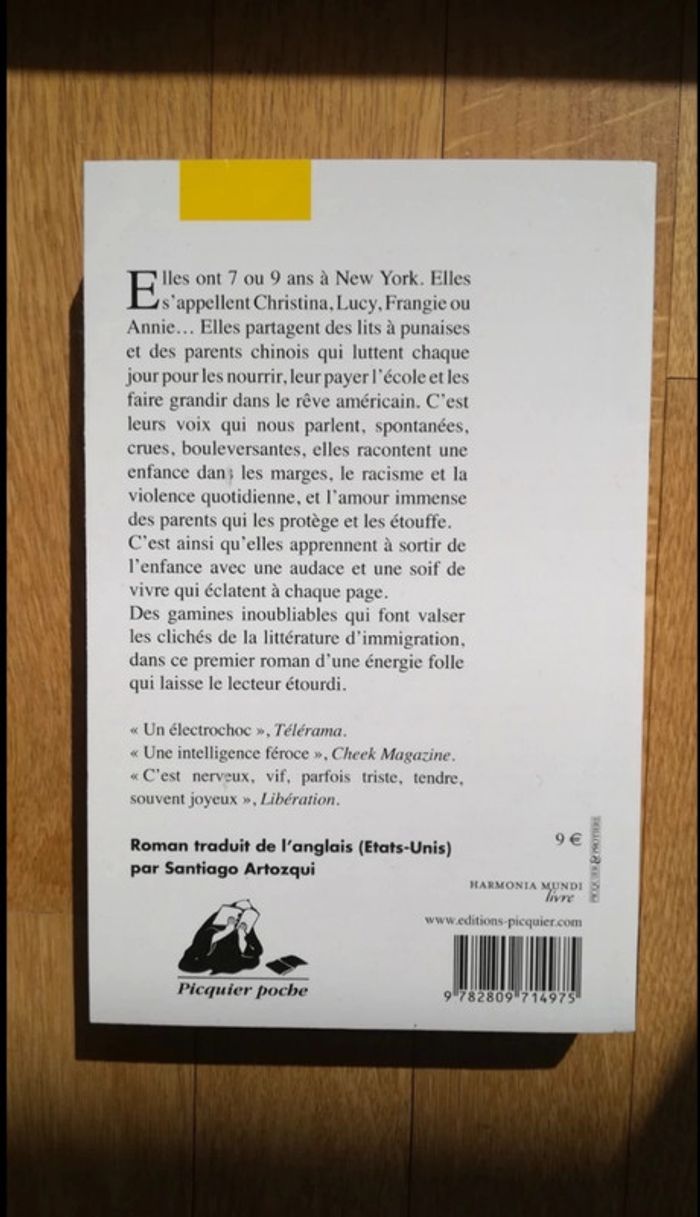 Elles ont 7 ou 9 ans à New York. Elles
s'appellent Christina, Lucy, Frangie ou
Annie... Elles partagent des lits à punaises
et des parents chinois qui luttent chaque
jour pour les nourrir, leur payer l'école et les
faire grandir dans le rêve américain. C'est
leurs voix qui nous parlent, spontanées,
crues, bouleversantes, elles racontent une
enfance dans les marges, le racisme et la
violence quotidienne, et l'amour immense
des parents qui les protège et les étouffe.
C'est ainsi qu'elles apprennent à sortir de
l'enfance avec une audace et une soif de
vivre qui éclatent à chaque page.
Des gamines inoubliables qui font valser
les clichés de la littérature d'immigration,
dans ce premier roman d'une énergie folle
qui laisse le lecteur étourdi.
« Un électrochoc », Télérama.
« Une intelligence féroce », Cheek Magazine.
« C'est nerveux, vif, parfois triste, tendre,
souvent joyeux », Libération.
Roman traduit de l'anglais (Etats-Unis)
par Santiago Artozqui
9 €
PICQUIER & PROTIÈRE
HARMONIA MUNDI
livre
www.editions-picquier.com
Picquier poche
9 782809 714975